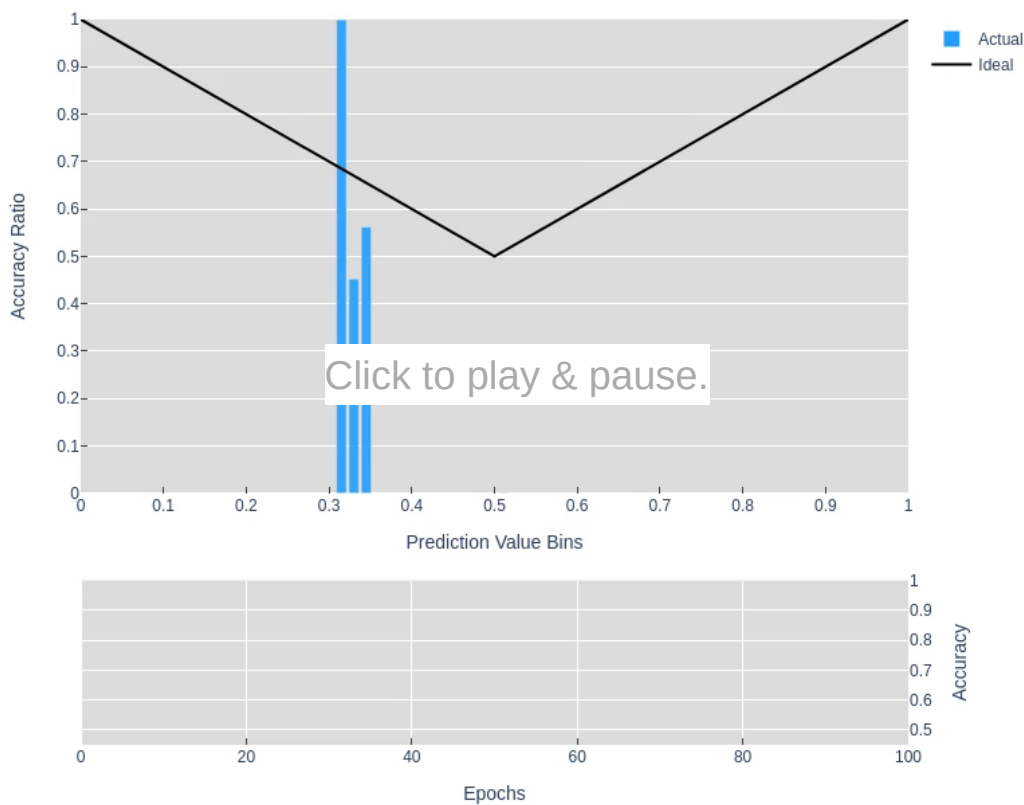 1
0.9
0.8
0.7
0.6
0.5
0.4
0.3
0.2
0.1
0
Accuracy Ratio
Actual
Ideal
Click to play & pause.
0 0.1 0.2 0.3 0.4 0.5 0.6 0.7 0.8 0.9 1
Prediction Value Bins
1
0.9
0.8
0.7
0.6
0.5
Accuracy
0 20 40 60 80 100
Epochs